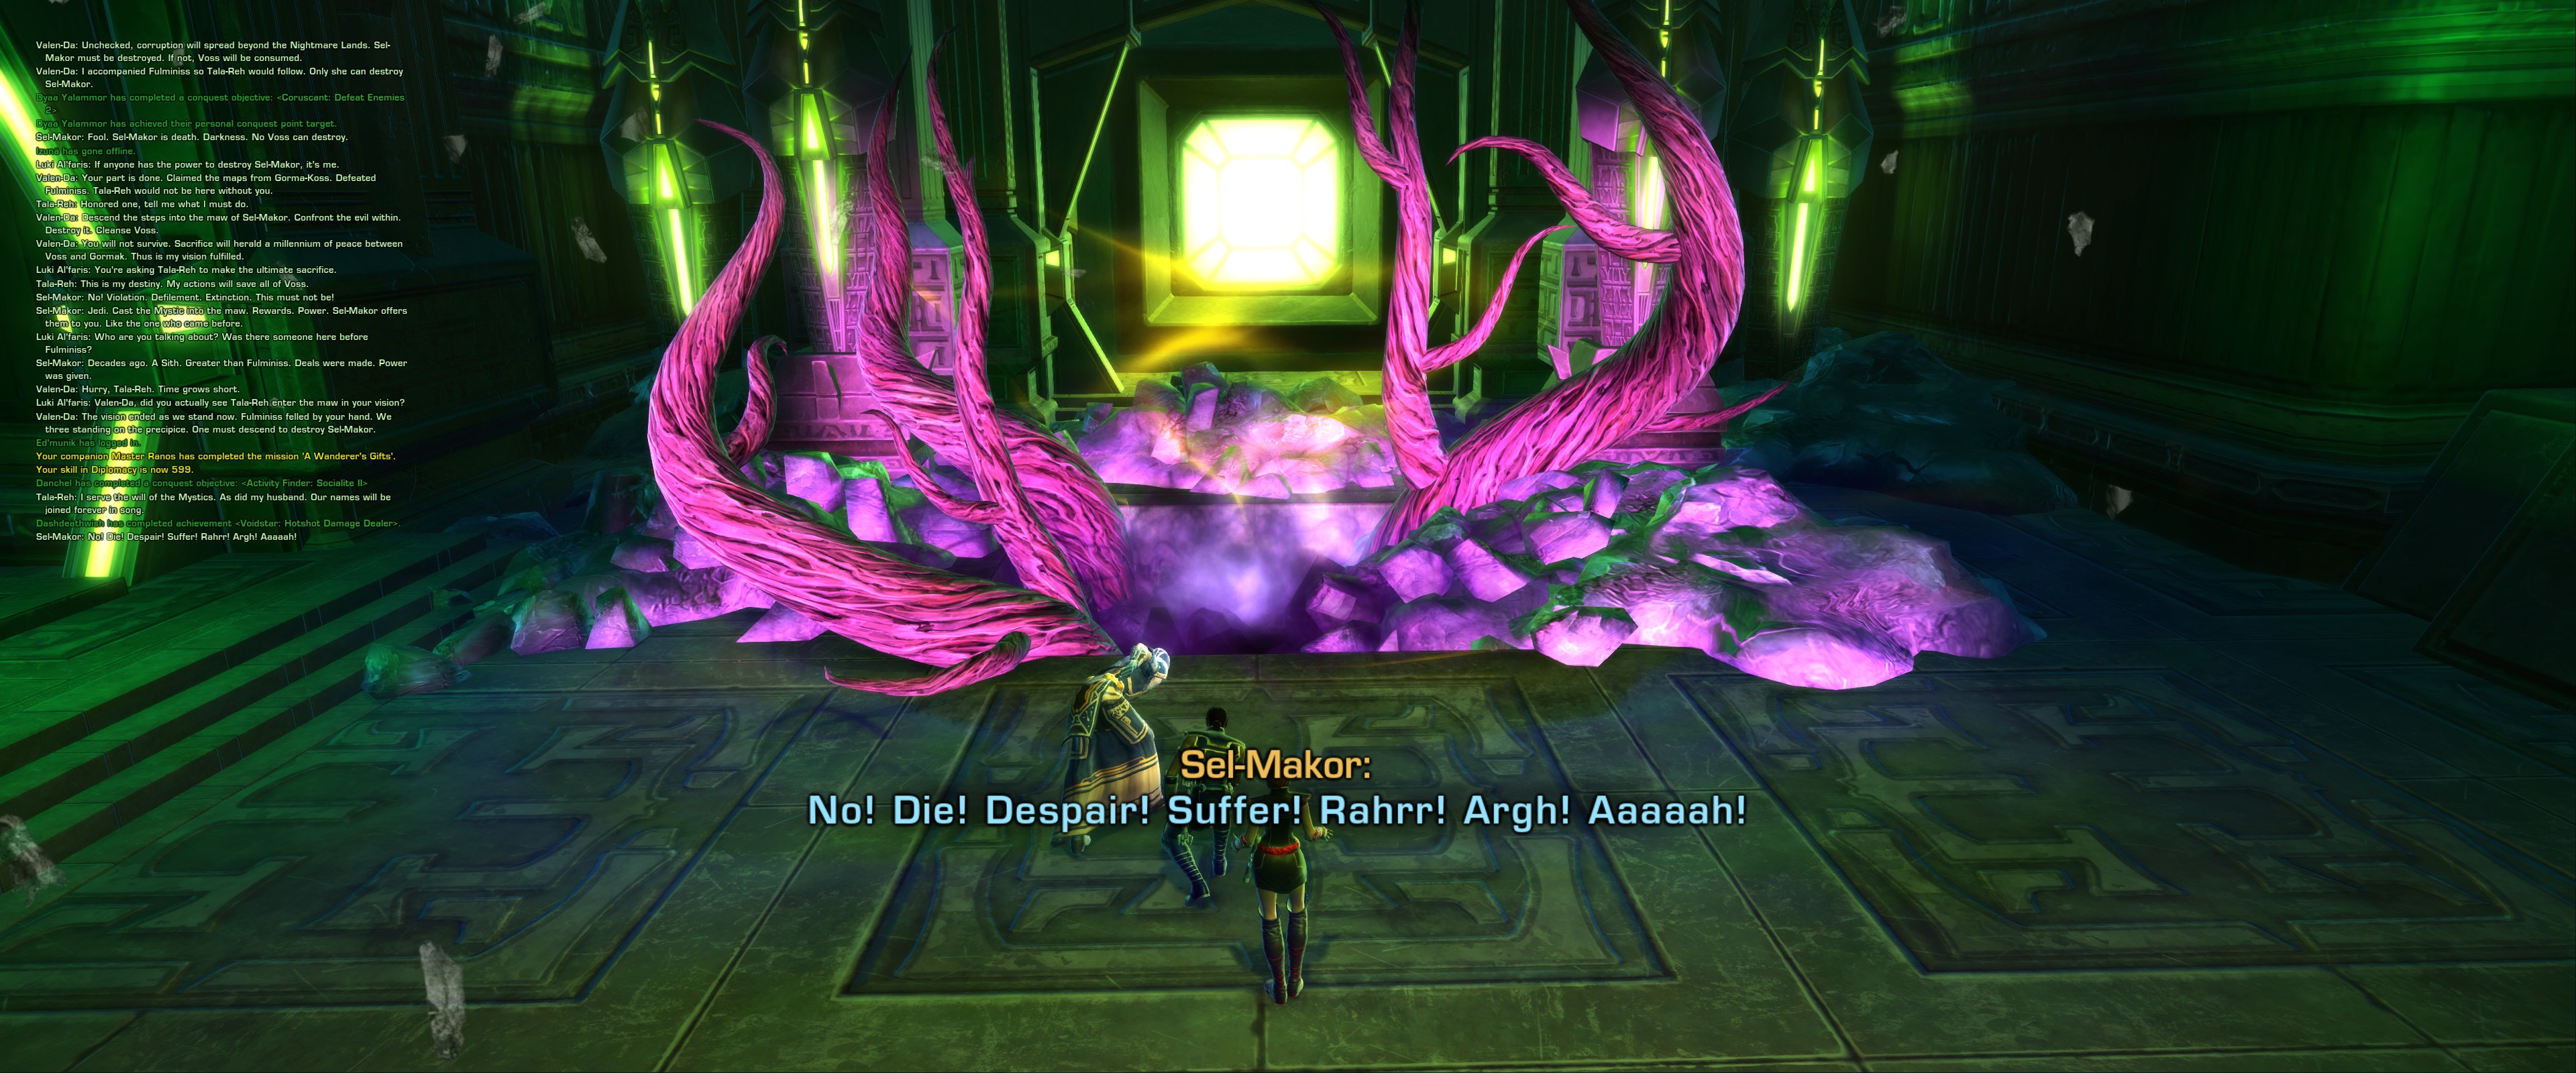 Valen-Da: Unchecked, corruption will spread beyond the Nightmare Lands. Sel-
Makor must be destroyed. If not, Voss will be consumed.
Valen-Da: I accompanied Fulminiss so Tala-Reh would follow. Only she can destroy
Sel-Makor.
Dyaa Yalammor has completed a conquest objective: <Coruscant: Defeat Enemies
2>
Dyaa Yalammor has achieved their personal conquest point target.
Sel-Makor: Fool. Sel-Makor is death. Darkness. No Voss can destroy.
has gone offline.
Luki Al'faris: If anyone has the power to destroy Sel-Makor, it's me.
Valen-Da: Your part is done. Claimed the maps from Gorma-Koss. Defeated
Fulminiss. Tala-Reh would not be here without you.
Tala-Reh: Honored one, tell me what I must do.
Valen-Da: Descend the steps into the maw of Sel-Makor. Confront the evil within.
Destroy it. Cleanse Voss.
Valen-Da: You will not survive. Sacrifice will herald a millennium of peace between
Voss and Gormak. Thus is my vision fulfilled.
Luki Al'faris: You're asking Tala-Reh to make the ultimate sacrifice.
Tala-Reh: This is my destiny. My actions will save all of Voss.
Sel-Makor: No! Violation. Defilement. Extinction. This must not be!
Sel-Makor: Jedi. Cast the Mystic into the maw. Rewards. Power. Sel-Makor offers
them to you. Like the one who came before.
Luki Al'faris: Who are you talking about? Was there someone here before
Fulminiss?
Sel-Makor: Decades ago. A Sith. Greater than Fulminiss. Deals were made. Power
was given.
Valen-Da: Hurry, Tala-Reh. Time grows short.
Luki Al'faris: Valen-Da, did you actually see Tala-Reh enter the maw in your vision?
Valen-Da: The vision ended as we stand now. Fulminiss felled by your hand. We
three standing on the precipice. One must descend to destroy Sel-Makor.
Ed'munik has logged in.
Your companion Master Ranos has completed the mission 'A Wanderer's Gifts'.
Your skill in Diplomacy is now 599.
Danchel has completed a conquest objective: <Activity Finder: Socialite II>
Tala-Reh: I serve the will of the Mystics. As did my husband. Our names will be
joined forever in song.
Dashdeathwish has completed achievement <Voidstar: Hotshot Damage Dealer>.
Sel-Makor: No! Die! Despair! Suffer! Rahrr! Argh! Aaaaah!
Sel-Makor:
No! Die! Despair! Suffer! Rahrr! Argh! Aaaaah!